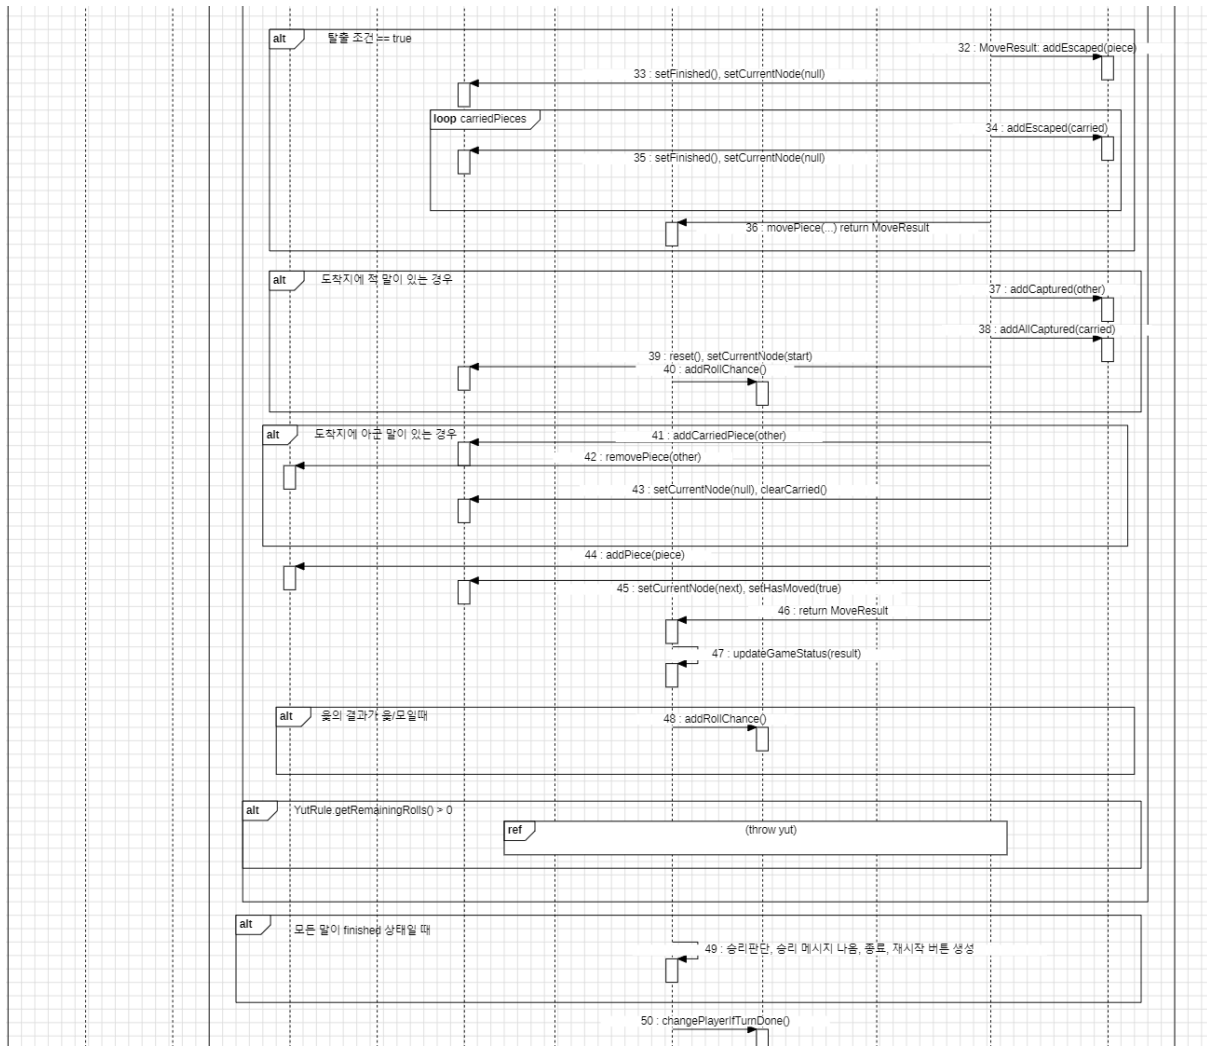 alt 탈출 조건 == true
32 : MoveResult: addEscaped(piece)
33 : setFinished(), setCurrentNode(null)
loop carriedPieces
34 : addEscaped(carried)
35 : setFinished(), setCurrentNode(null)
36 : movePiece(...) return MoveResult
alt 도착지에 적 말이 있는 경우
37 : addCaptured(other)
38 : addAllCaptured(carried)
39 : reset(), setCurrentNode(start)
40 : addRollChance()
alt 도착지에 아군 말이 있는 경우
41 : addCarriedPiece(other)
42 : removePiece(other)
43 : setCurrentNode(null), clearCarried()
44 : addPiece(piece)
45 : setCurrentNode(next), setHasMoved(true)
46 : return MoveResult
47 : updateGameStatus(result)
alt 윷의 결과가 윷/모일때
48 : addRollChance()
alt YutRule.getRemainingRolls() > 0
ref (throw yut)
alt 모든 말이 finished 상태일 때
49 : 승리판단, 승리 메시지 나옴, 종료, 재시작 버튼 생성
50 : changePlayerIfTurnDone()